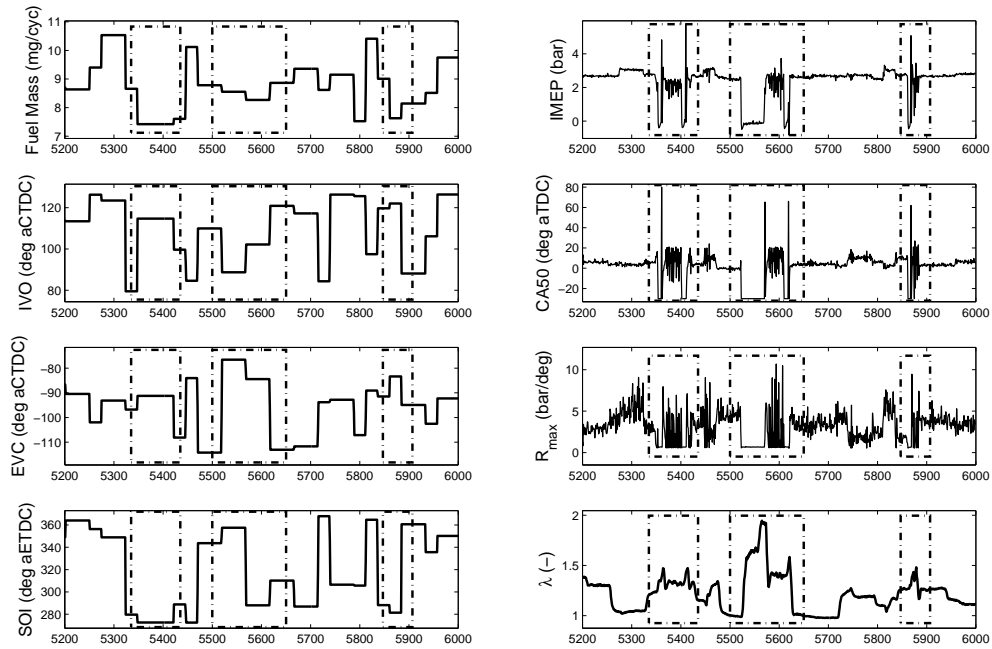 Fuel Mass (mg/cyc)
11
10
9
8
7
5200 5300 5400 5500 5600 5700 5800 5900 6000
IMEP (bar)
4
2
0
5200 5300 5400 5500 5600 5700 5800 5900 6000
IVO (deg aCTDC)
120
100
80
5200 5300 5400 5500 5600 5700 5800 5900 6000
CA50 (deg aTDC)
80
60
40
20
0
−20
5200 5300 5400 5500 5600 5700 5800 5900 6000
EVC (deg aCTDC)
−80
−90
−100
−110
5200 5300 5400 5500 5600 5700 5800 5900 6000
R_max (bar/deg)
10
5
0
5200 5300 5400 5500 5600 5700 5800 5900 6000
SOI (deg aETDC)
360
340
320
300
280
5200 5300 5400 5500 5600 5700 5800 5900 6000
λ (−)
2
1.5
1
5200 5300 5400 5500 5600 5700 5800 5900 6000